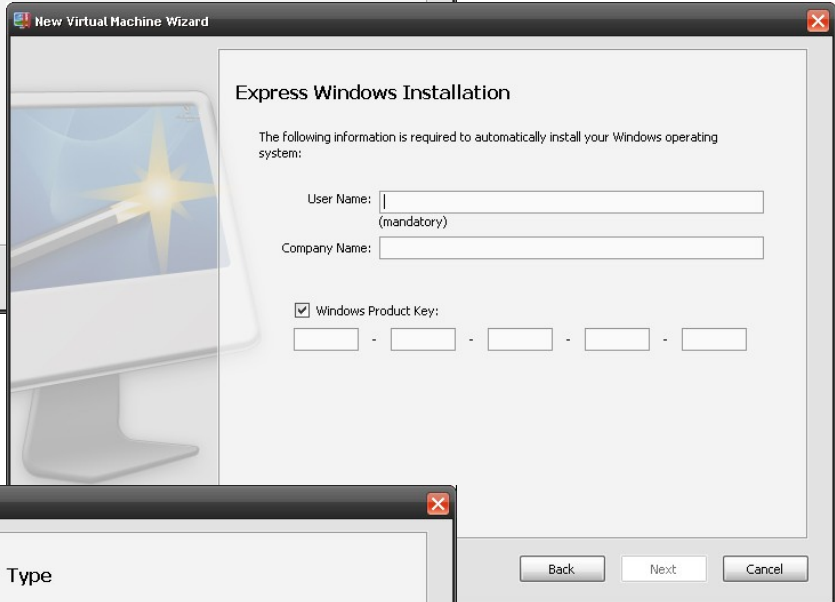 New Virtual Machine Wizard
Express Windows Installation
The following information is required to automatically install your Windows operating
system:
User Name:
(mandatory)
Company Name:
Windows Product Key:
- - - -
Type
Back Next Cancel